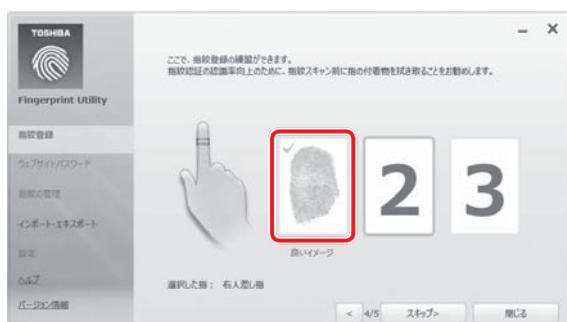 TOSHIBA
Fingerprint Utility
指紋登録
ウェブサイト/パスワード
指紋の管理
インポート・エクスポート
設定
ヘルプ
バージョン情報
ここで、指紋登録の練習ができます。
指紋認証の認識率向上のために、指紋スキャン前に指の付着物を拭き取ることをお勧めします。
2
3
良いイメージ
選択した指： 右人差し指
< 4/5 スキップ> 閉じる